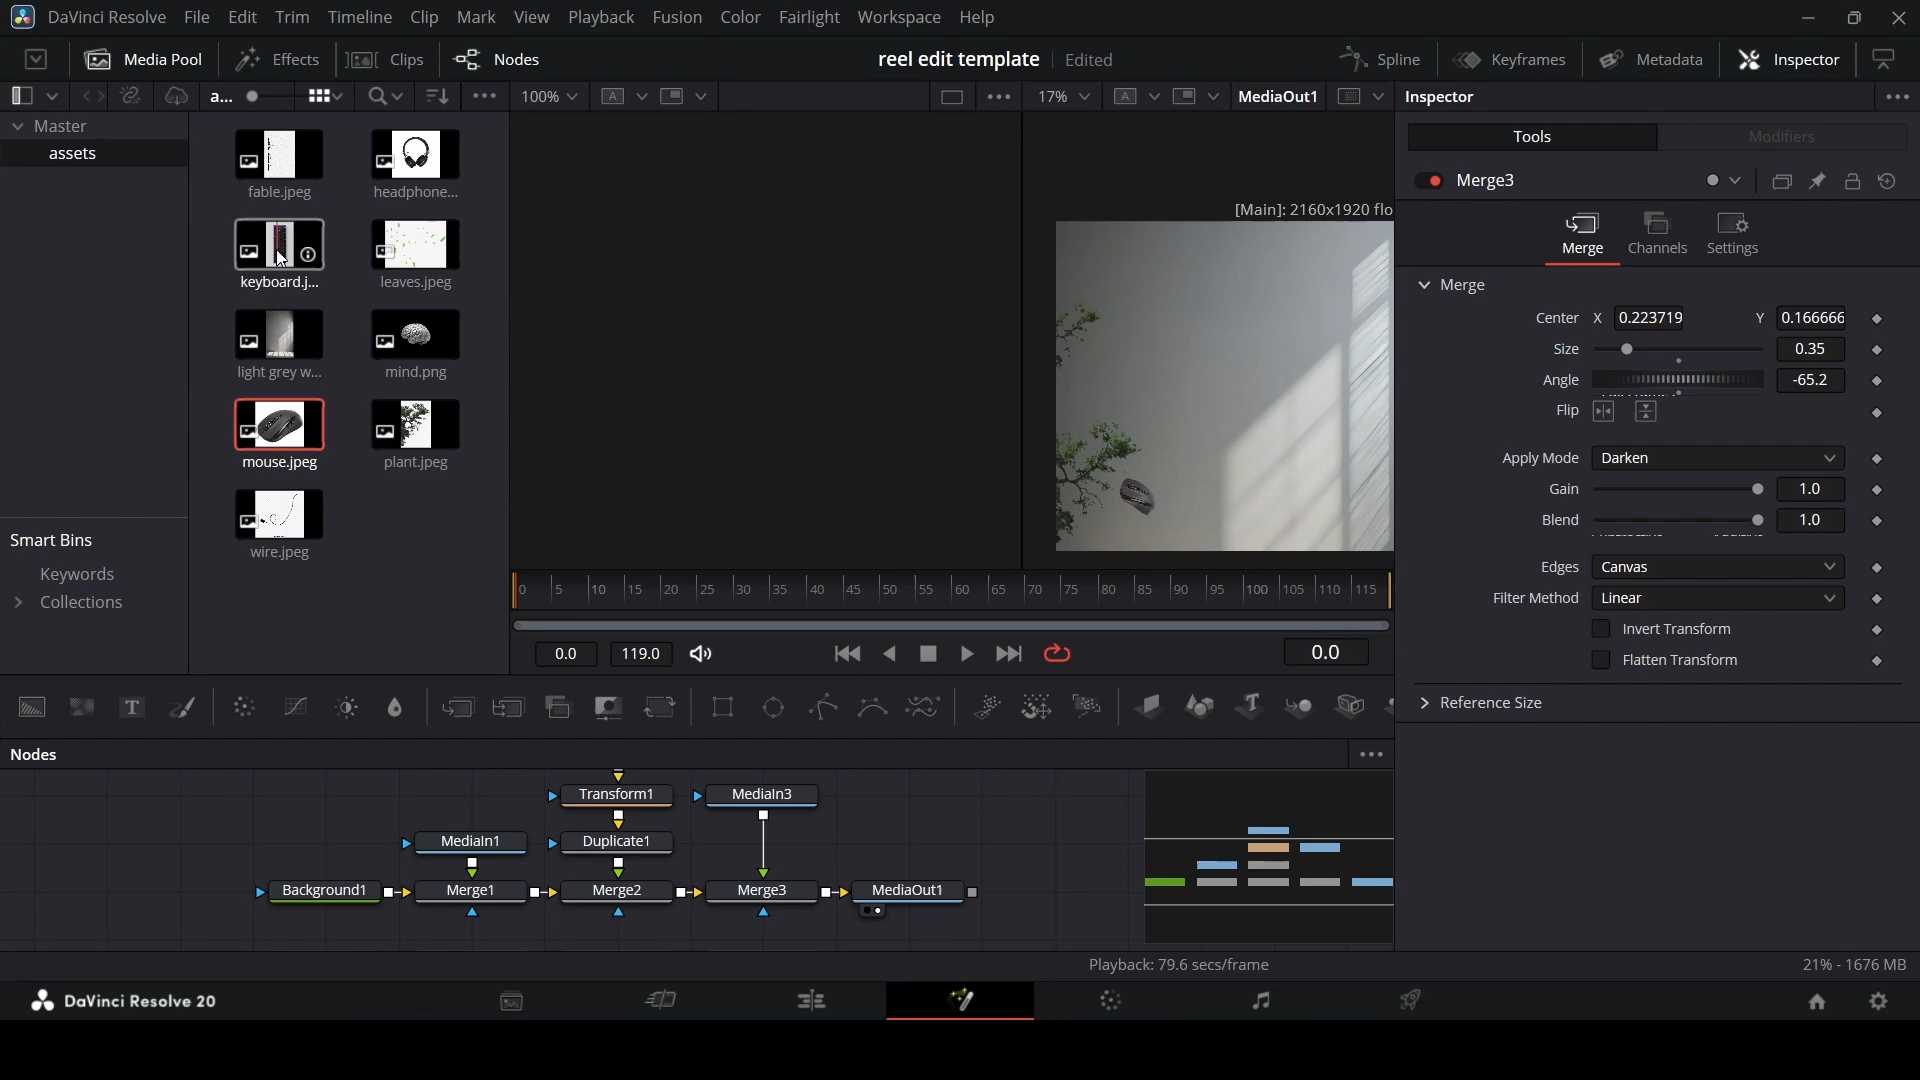 DaVinci Resolve File Edit Trim Timeline Clip Mark View Playback Fusion Color Fairlight Workspace Help
Media Pool Effects Clips Nodes reel edit template Edited Spline Keyframes Metadata Inspector
a... 100% A 17% A MediaOut1 Inspector
Master
assets
fable.jpeg headphone...
keyboard.j... leaves.jpeg
light grey w... mind.png
mouse.jpeg plant.jpeg
wire.jpeg
Smart Bins
Keywords
Collections
[Main]: 2160x1920 flo
0 5 10 15 20 25 30 35 40 45 50 55 60 65 70 75 80 85 90 95 100 105 110 115
0.0 119.0 0.0
Tools Modifiers
Merge3
Merge Channels Settings
Merge
Center X 0.223719 Y 0.166666
Size 0.35
Angle -65.2
Flip
Apply Mode Darken
Gain 1.0
Blend 1.0
Edges Canvas
Filter Method Linear
Invert Transform
Flatten Transform
Reference Size
T T
Nodes
Transform1 MediaIn3
MediaIn1 Duplicate1
Background1 Merge1 Merge2 Merge3 MediaOut1
Playback: 79.6 secs/frame 21% - 1676 MB
DaVinci Resolve 20